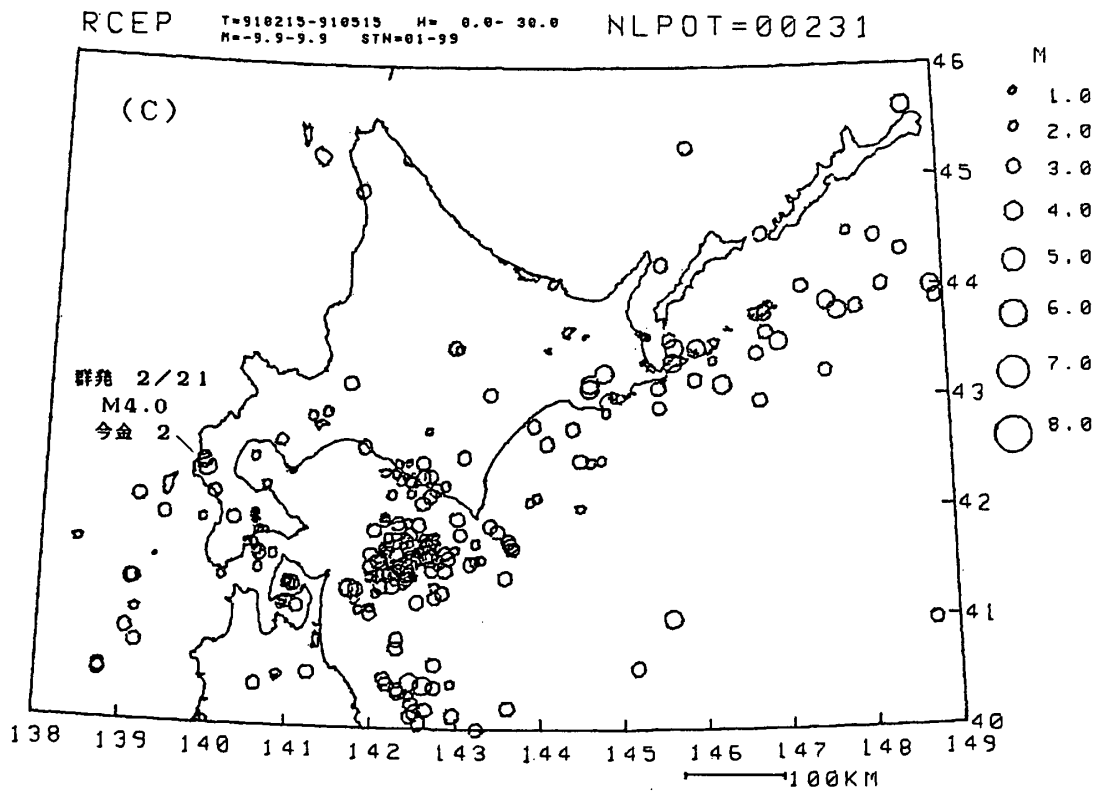 RCEP T=910215-910515 H= 0.0- 30.0 NLPOT=00231
M=-9.9-9.9 STN=01-99
(C)
M
1.0
2.0
3.0
4.0
5.0
6.0
7.0
8.0
46
45
44
43
42
41
40
群発 2/21
M4.0
今金 2
138 139 140 141 142 143 144 145 146 147 148 149
100KM